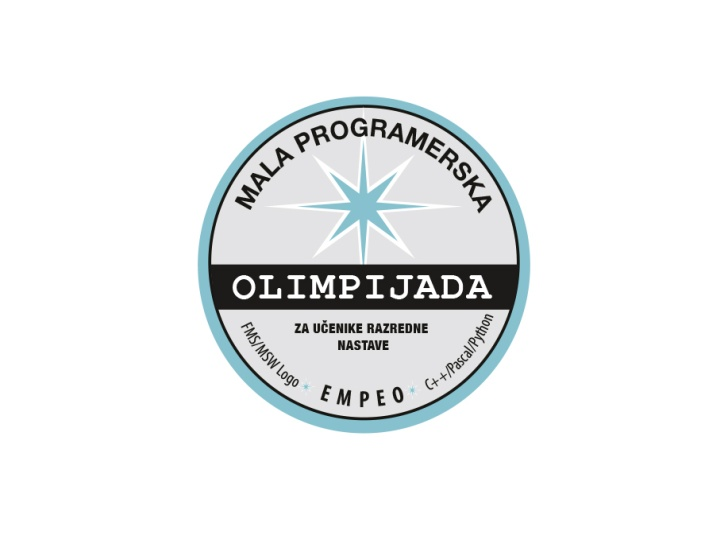 MALA PROGRAMERSKA
OLIMPIJADA
ZA UČENIKE RAZREDNE
NASTAVE
FMS/MSW Logo * EMPEO * C++/Pascal/Python